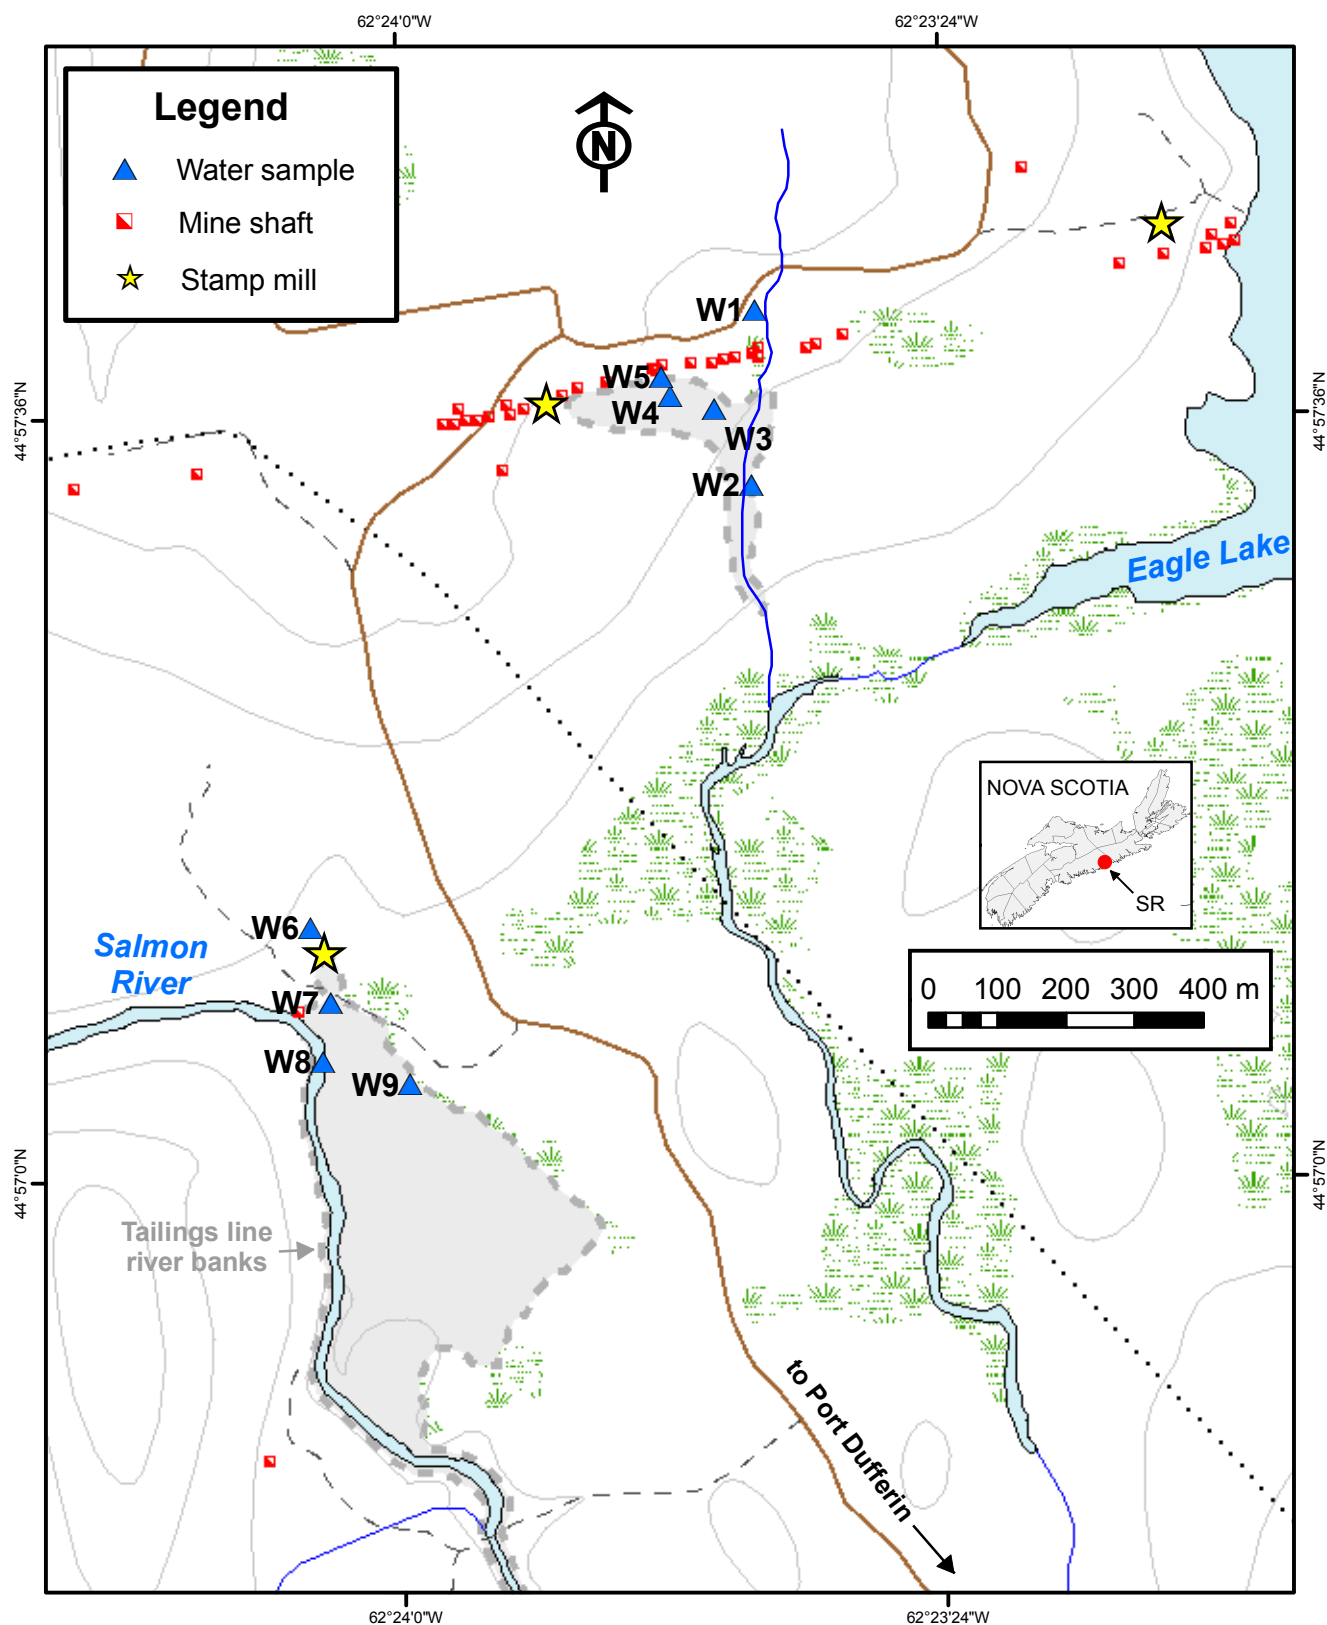 62°24'0"W
62°23'24"W
Legend
Water sample
Mine shaft
Stamp mill
N
W1
W5
W4
W3
W2
44°57'36"N
44°57'36"N
Eagle Lake
NOVA SCOTIA
SR
W6
Salmon
River
W7
W8
W9
0 100 200 300 400 m
44°57'0"N
44°57'0"N
Tailings line
river banks
to Port Dufferin
62°24'0"W
62°23'24"W